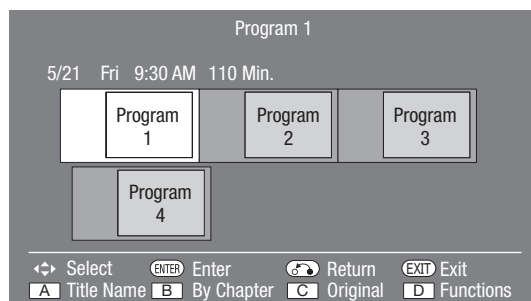 Program 1
5/21 Fri 9:30 AM 110 Min.
Program 1
Program 2
Program 3
Program 4
Select ENTER Enter Return EXIT Exit
A Title Name B By Chapter C Original D Functions